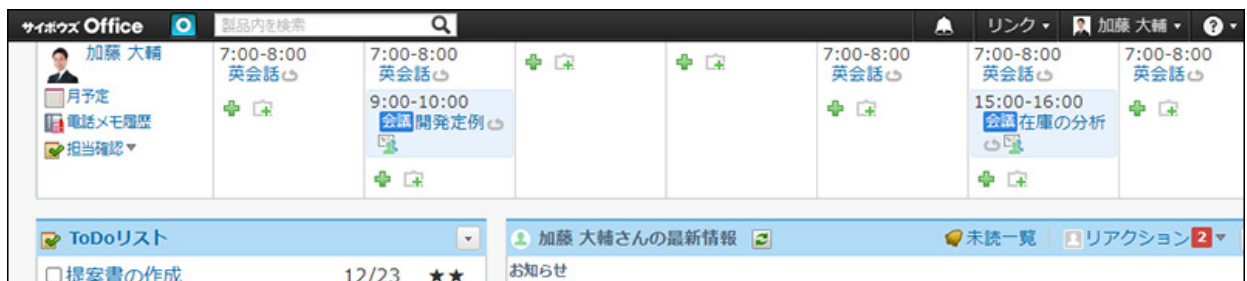 サイボウズ Office 製品内を検索 リンク 加藤 大輔 ?
加藤 大輔
月予定
電話メモ履歴
担当確認
7:00-8:00
英会話
7:00-8:00
英会話
9:00-10:00
会議 開発定例
7:00-8:00
英会話
7:00-8:00
英会話
15:00-16:00
会議 在庫の分析
7:00-8:00
英会話
ToDoリスト
提案書の作成 12/23 ★★
加藤 大輔さんの最新情報 未読一覧 リアクション 2
お知らせ